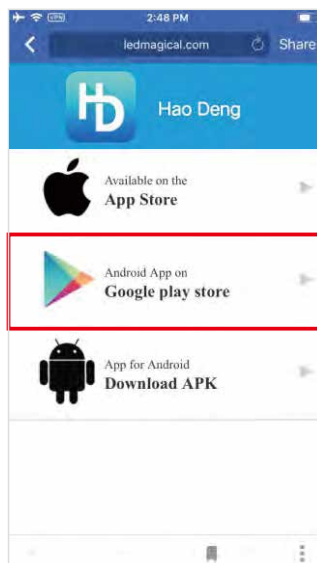 VPN 2:48 PM
ledmagical.com Share
HD Hao Deng
Available on the
App Store
Android App on
Google play store
App for Android
Download APK